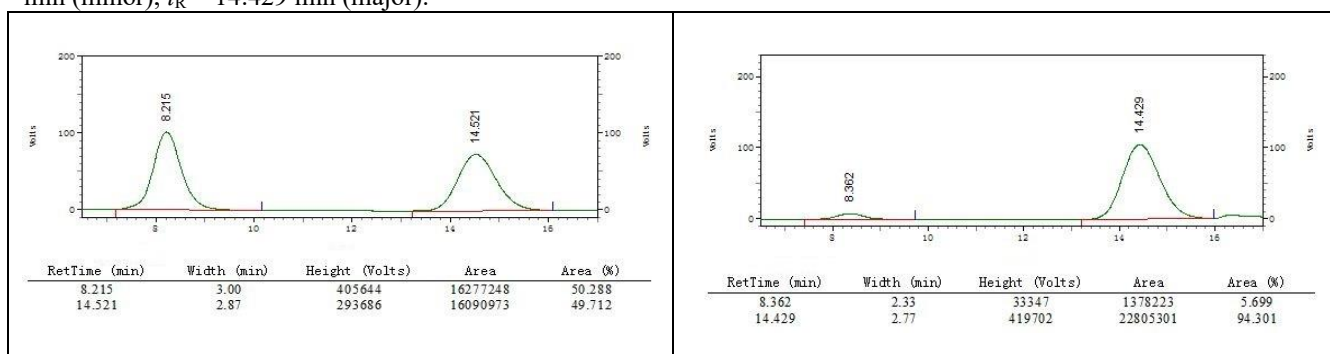 min (minor), tR = 14.429 min (major).
200
100
0
Volts
8.215
14.521
200
100
0
Volts
8 10 12 14 16
RetTime (min) Width (min) Height (Volts) Area Area (%)
8.215 3.00 405644 16277248 50.288
14.521 2.87 293686 16090973 49.712
200
100
0
Volts
8.362
14.429
200
100
0
Volts
8 10 12 14 16
RetTime (min) Width (min) Height (Volts) Area Area (%)
8.362 2.33 33347 1378223 5.699
14.429 2.77 419702 22805301 94.301